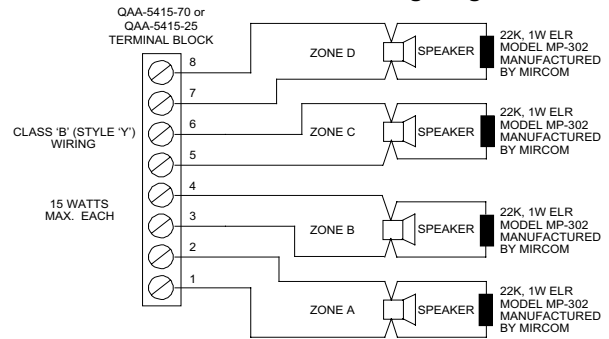 QAA-5415-70 or
QAA-5415-25
TERMINAL BLOCK
8
7
6
5
4
3
2
1
CLASS ‘B’ (STYLE ‘Y’)
WIRING
15 WATTS
MAX. EACH
ZONE D
SPEAKER
22K, 1W ELR
MODEL MP-302
MANUFACTURED
BY MIRCOM
ZONE C
SPEAKER
22K, 1W ELR
MODEL MP-302
MANUFACTURED
BY MIRCOM
ZONE B
SPEAKER
22K, 1W ELR
MODEL MP-302
MANUFACTURED
BY MIRCOM
ZONE A
SPEAKER
22K, 1W ELR
MODEL MP-302
MANUFACTURED
BY MIRCOM